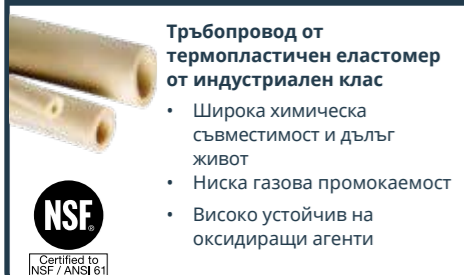 Тръбопровод от
термопластичен еластомер
от индустриален клас
• Широка химическа
съвместимост и дълъг
живот
• Ниска газова промокаемост
• Високо устойчив на
оксидиращи агенти
NSF
Certified to
NSF / ANSI 61